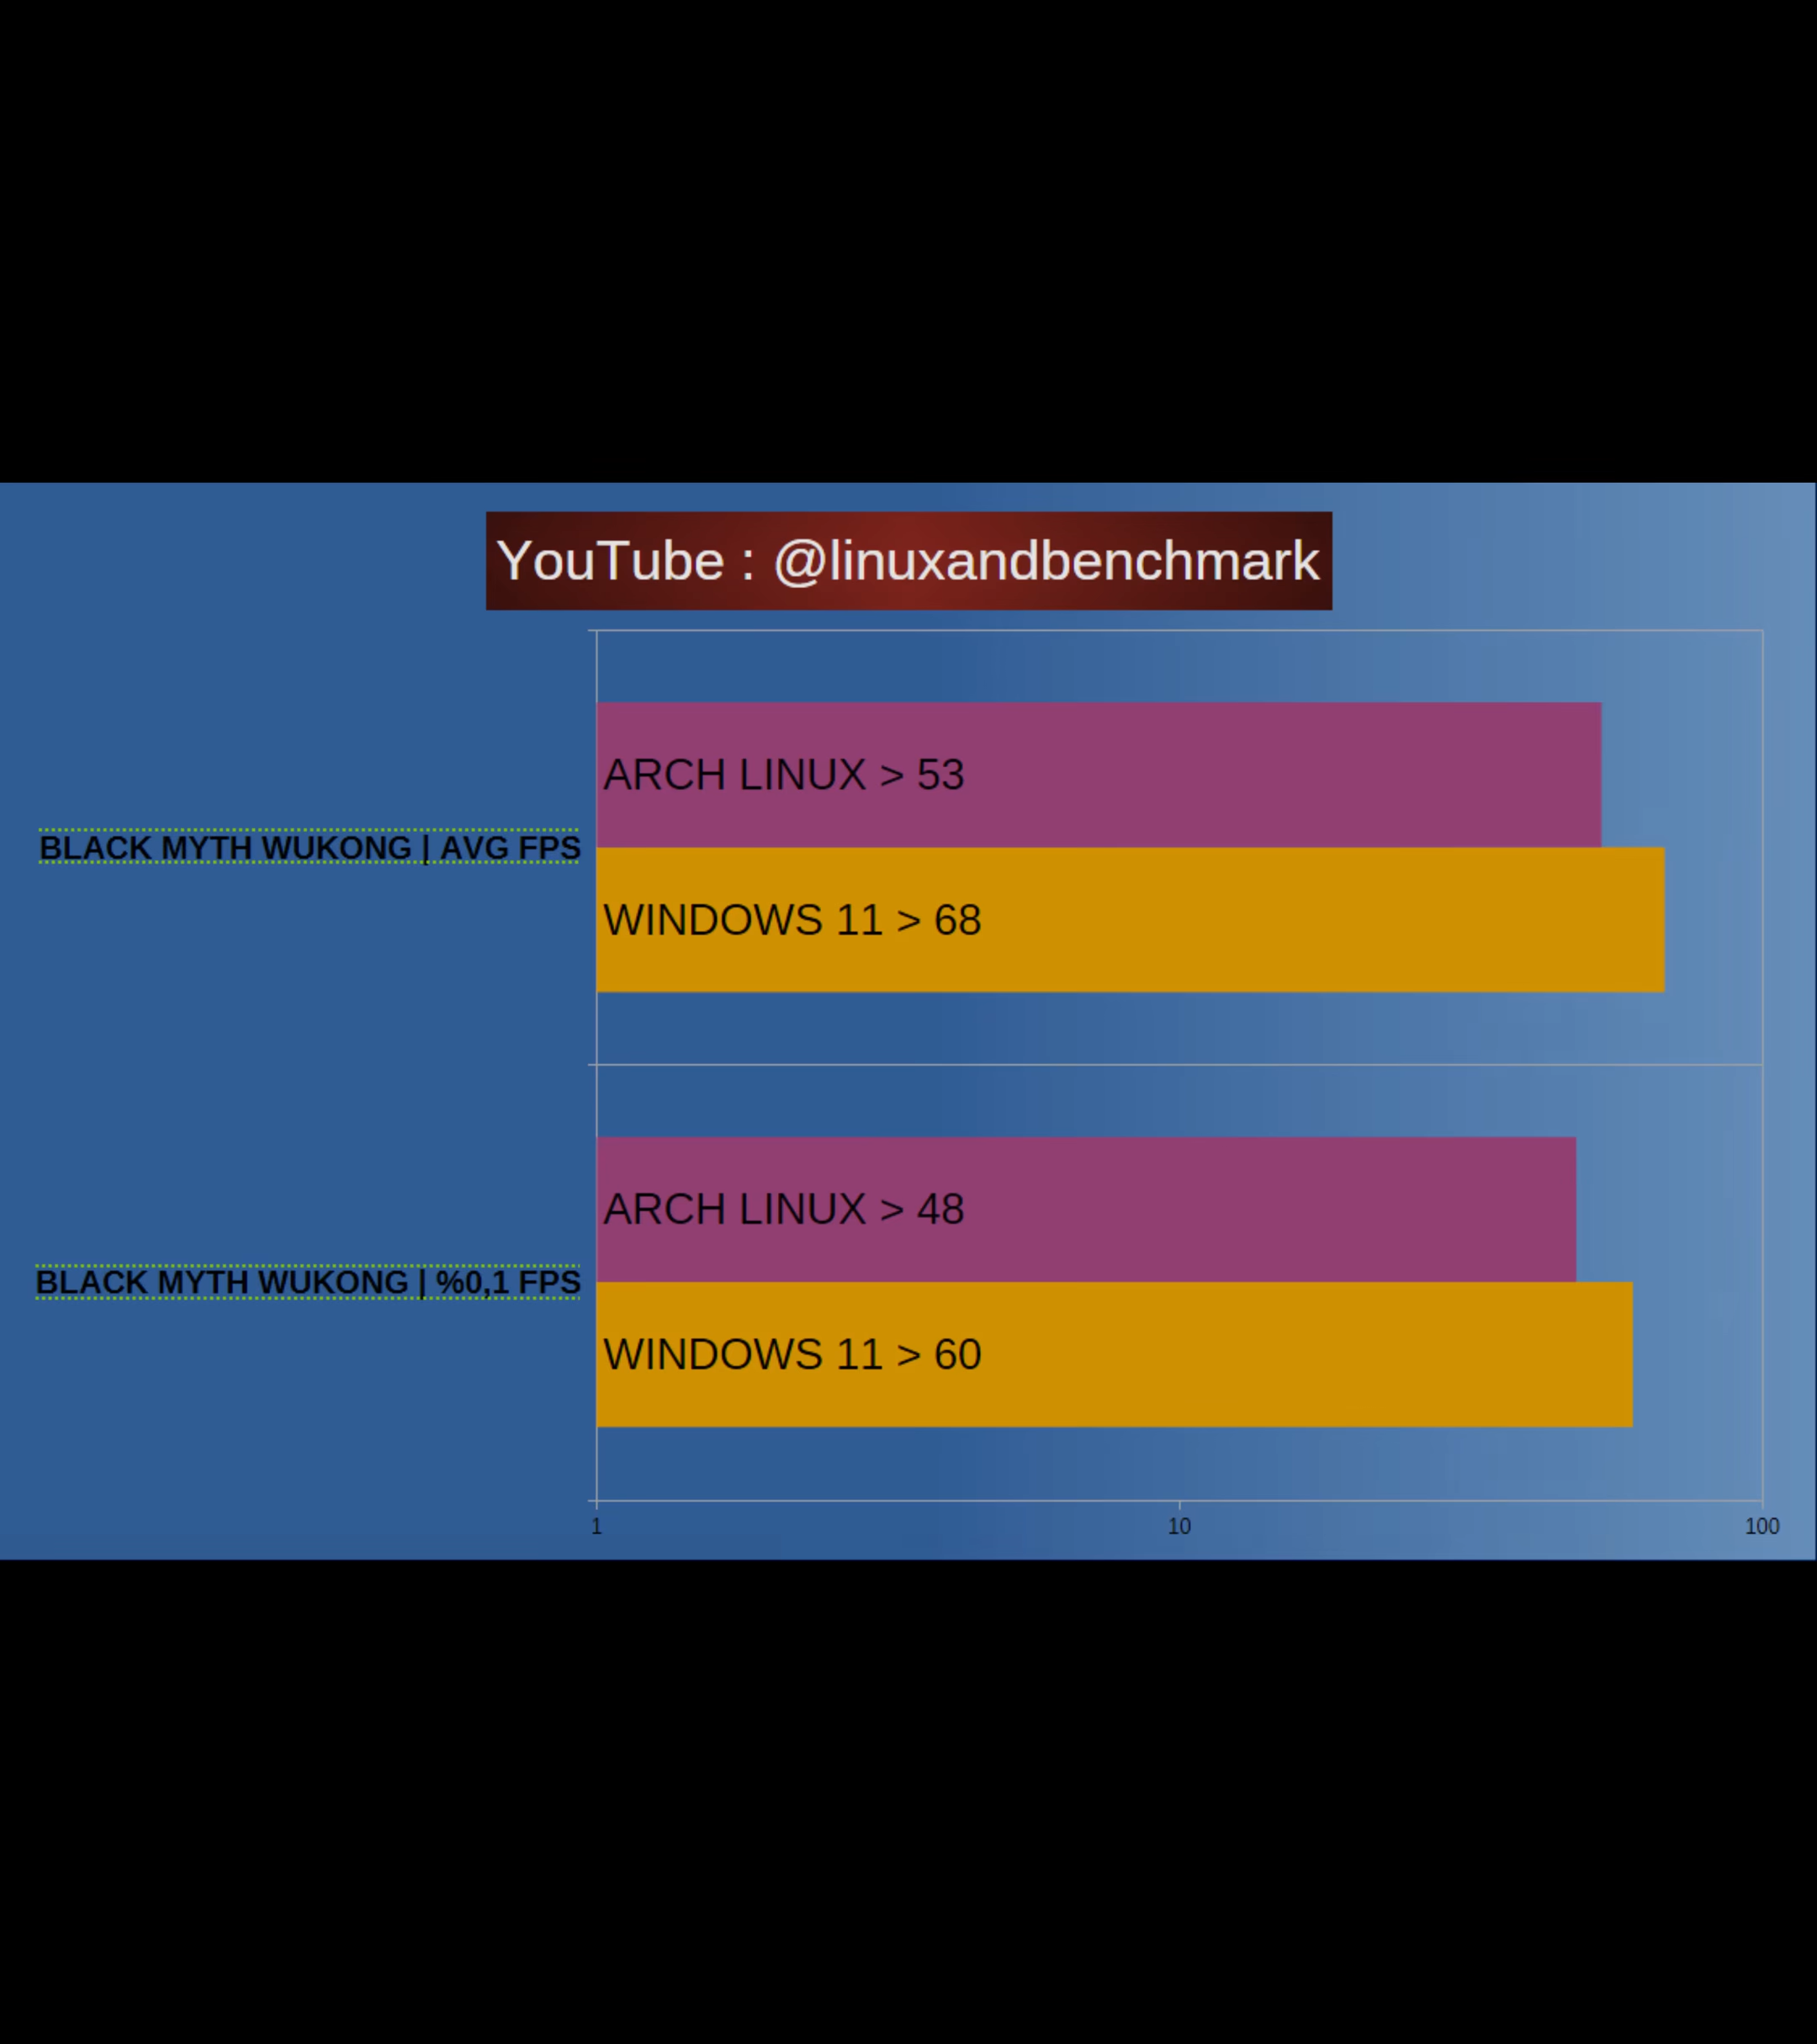 YouTube : @linuxandbenchmark
BLACK MYTH WUKONG | AVG FPS
ARCH LINUX > 53
WINDOWS 11 > 68
BLACK MYTH WUKONG | %0,1 FPS
ARCH LINUX > 48
WINDOWS 11 > 60
1 10 100